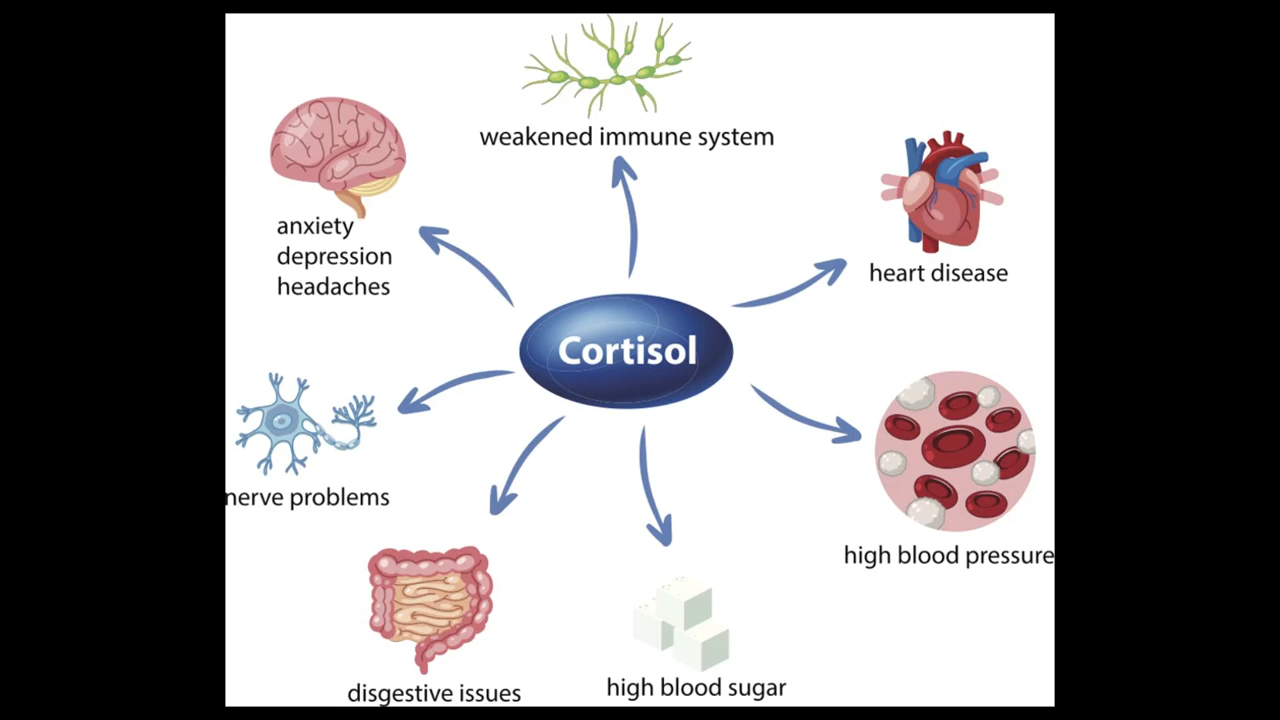 weakened immune system
anxiety
depression
headaches
heart disease
Cortisol
nerve problems
high blood pressure
disgestive issues
high blood sugar